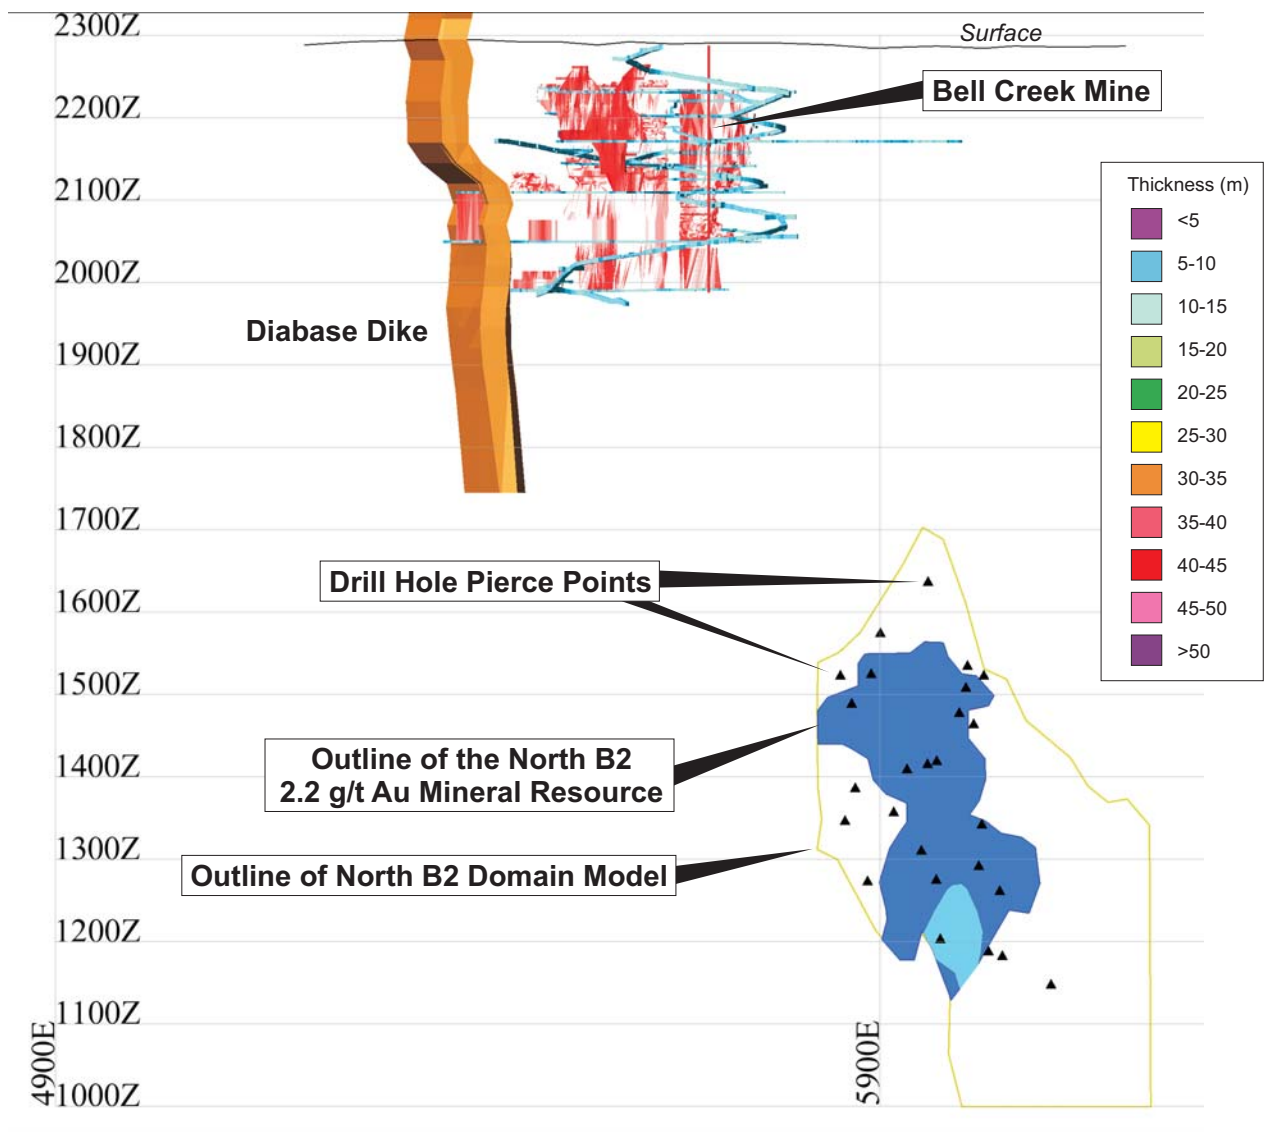 2300Z
Surface
Bell Creek Mine
2200Z
2100Z
2000Z
Diabase Dike
1900Z
1800Z
1700Z
Thickness (m)
<5
5-10
10-15
15-20
20-25
25-30
30-35
35-40
40-45
45-50
>50
Drill Hole Pierce Points
1600Z
1500Z
Outline of the North B2
2.2 g/t Au Mineral Resource
1400Z
1300Z
Outline of North B2 Domain Model
1200Z
1100Z
1000Z
4900E
5900E